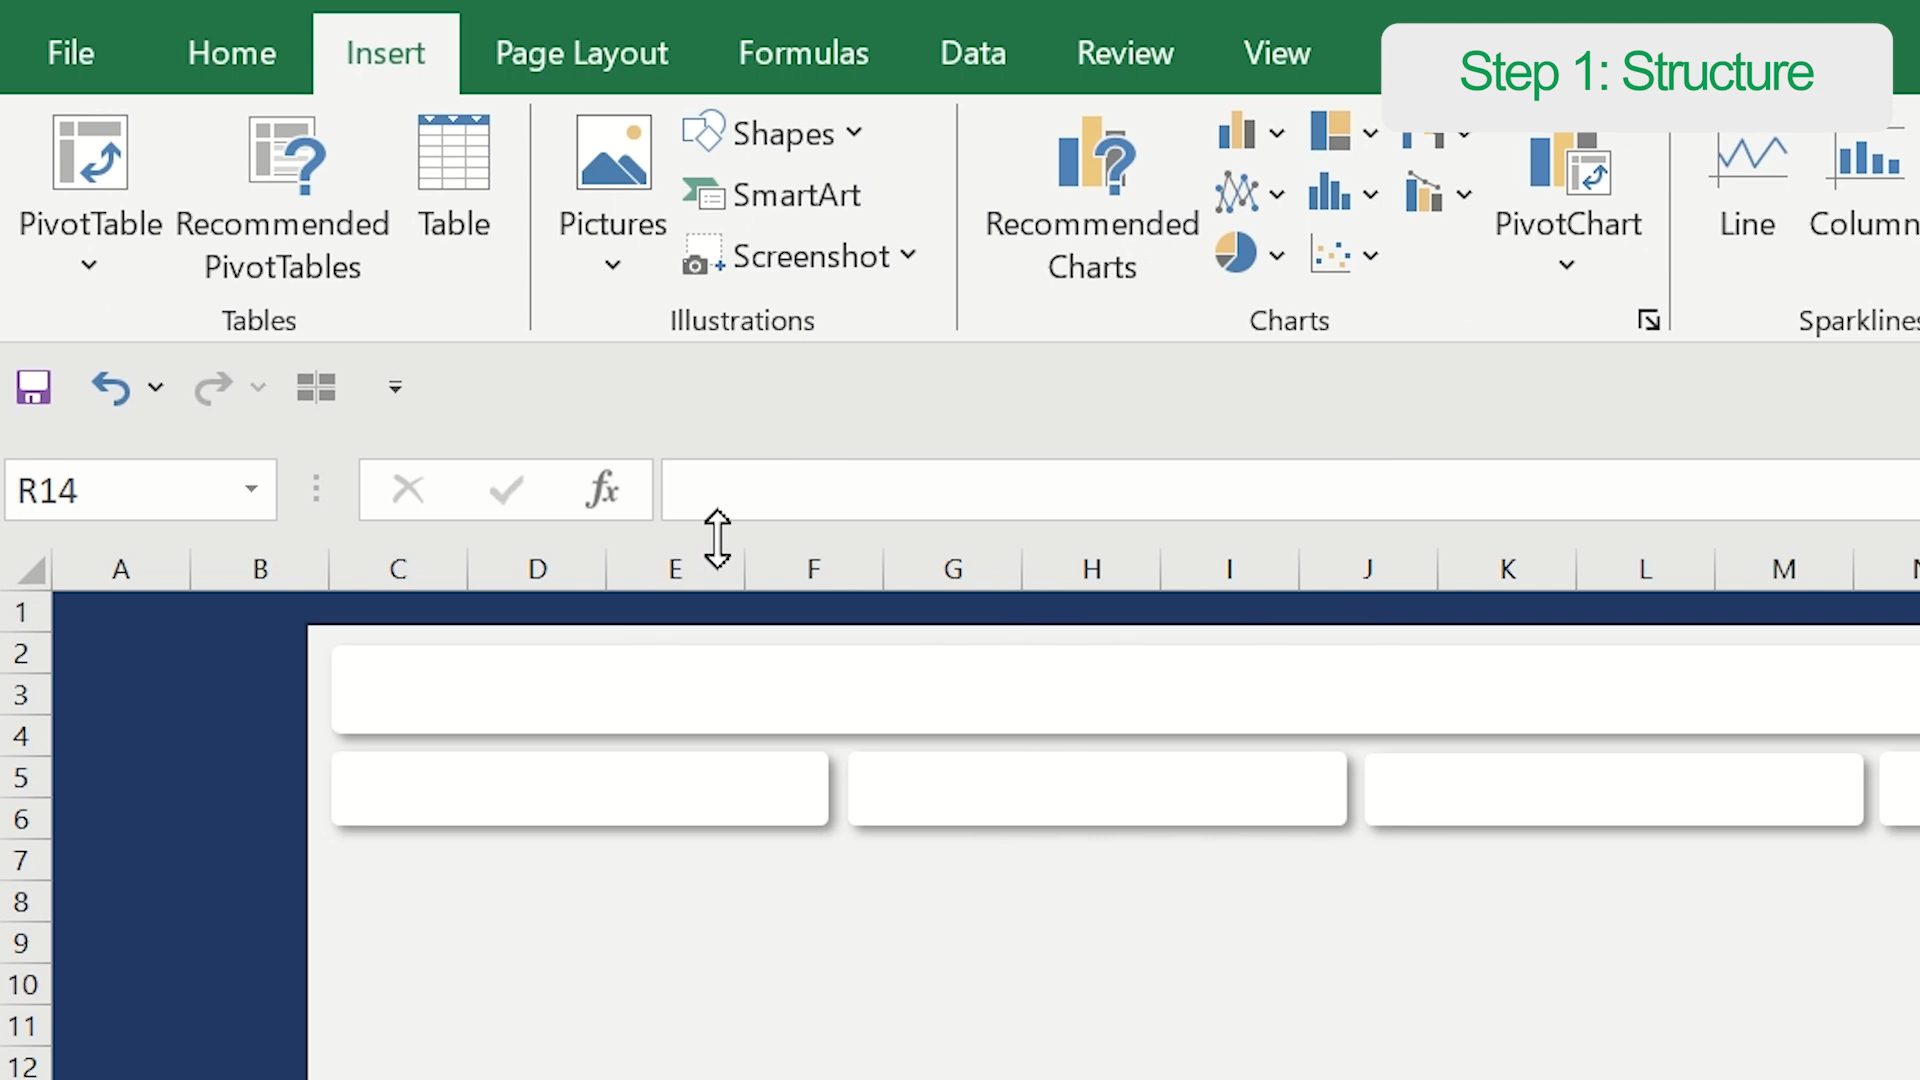 File Home Insert Page Layout Formulas Data Review View
Step 1: Structure
PivotTable
Recommended
PivotTables
Table
Tables
Pictures
Shapes
SmartArt
Screenshot
Illustrations
Recommended
Charts
PivotChart
Charts
Line
Column
Sparklines
R14
fx
A B C D E F G H I J K L M N
1
2
3
4
5
6
7
8
9
10
11
12